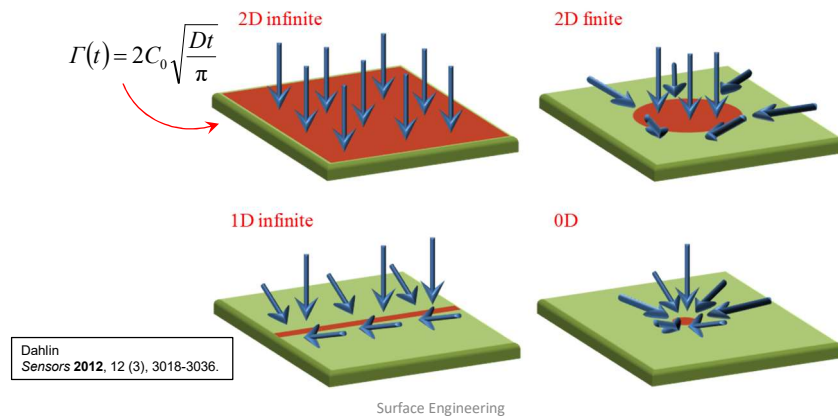 2D infinite
2D finite
Γ(t) = 2C₀√(Dt/π)
1D infinite
0D
Dahlin
Sensors 2012, 12 (3), 3018-3036.
Surface Engineering